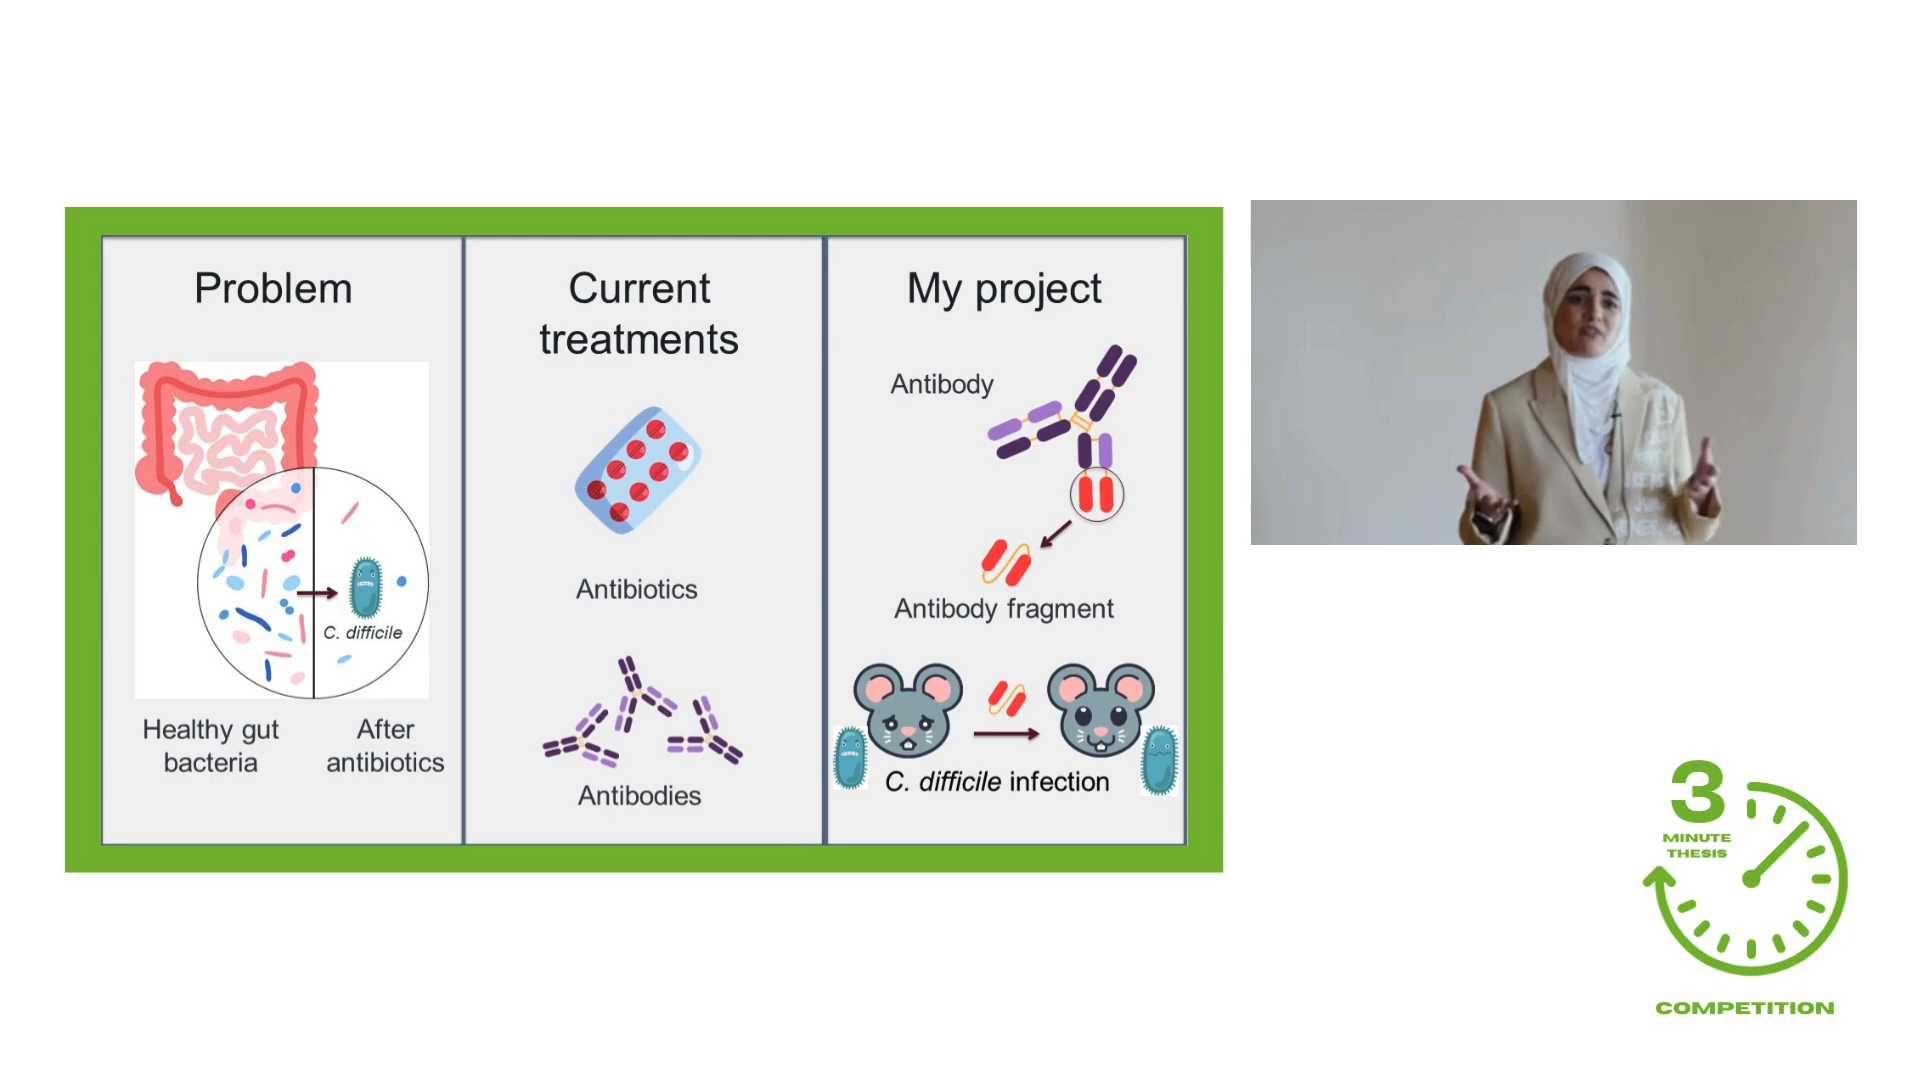 Problem
C. difficile
Healthy gut
bacteria
After
antibiotics
Current
treatments
Antibiotics
Antibodies
My project
Antibody
Antibody fragment
C. difficile infection
3
MINUTE
THESIS
COMPETITION